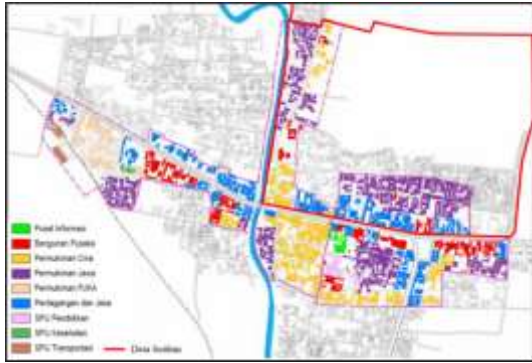 Pusat Informasi
Bangunan Pusaka
Permukiman Cina
Permukiman Jawa
Permukiman PJKA
Perdagangan dan Jasa
SPU Pendidikan
SPU Kesehatan
SPU Transportasi
Desa Soditan